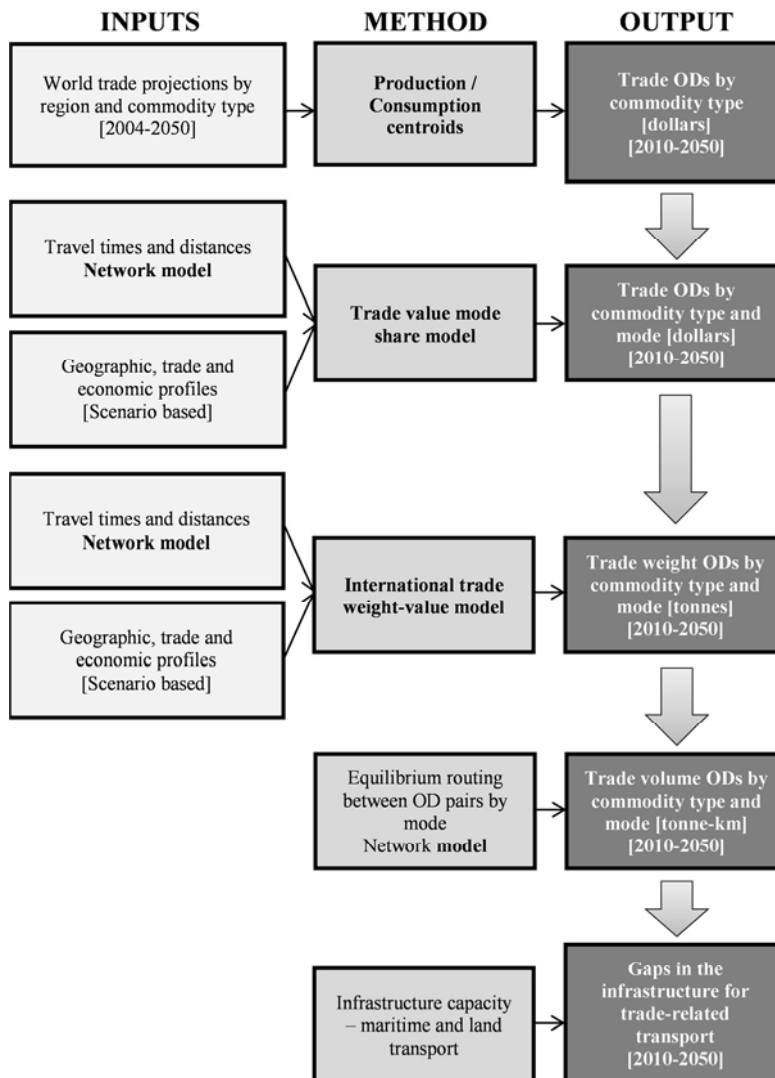 INPUTS
METHOD
OUTPUT
World trade projections by
region and commodity type
[2004-2050]
Production /
Consumption
centroids
Trade ODs by
commodity type
[dollars]
[2010-2050]
Travel times and distances
Network model
Geographic, trade and
economic profiles
[Scenario based]
Trade value mode
share model
Trade ODs by
commodity type and
mode [dollars]
[2010-2050]
Travel times and distances
Network model
Geographic, trade and
economic profiles
[Scenario based]
International trade
weight-value model
Trade weight ODs by
commodity type and
mode [tonnes]
[2010-2050]
Equilibrium routing
between OD pairs by
mode
Network model
Trade volume ODs by
commodity type and
mode [tonne-km]
[2010-2050]
Infrastructure capacity
– maritime and land
transport
Gaps in the
infrastructure for
trade-related
transport
[2010-2050]